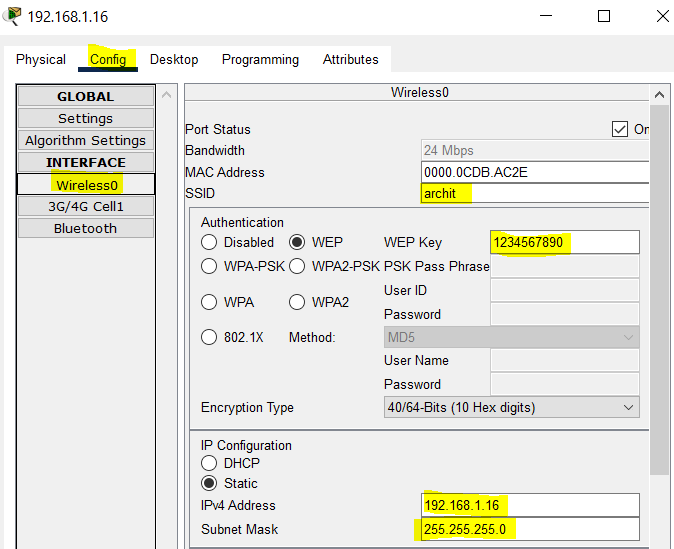 192.168.1.16
Physical Config Desktop Programming Attributes
GLOBAL
Settings
Algorithm Settings
INTERFACE
Wireless0
3G/4G Cell1
Bluetooth
Wireless0
Port Status On
Bandwidth 24 Mbps
MAC Address 0000.0CDB.AC2E
SSID archit
Authentication
Disabled WEP WEP Key 1234567890
WPA-PSK WPA2-PSK PSK Pass Phrase
User ID
WPA WPA2
Password
802.1X Method: MD5
User Name
Password
Encryption Type 40/64-Bits (10 Hex digits)
IP Configuration
DHCP
Static
IPv4 Address 192.168.1.16
Subnet Mask 255.255.255.0